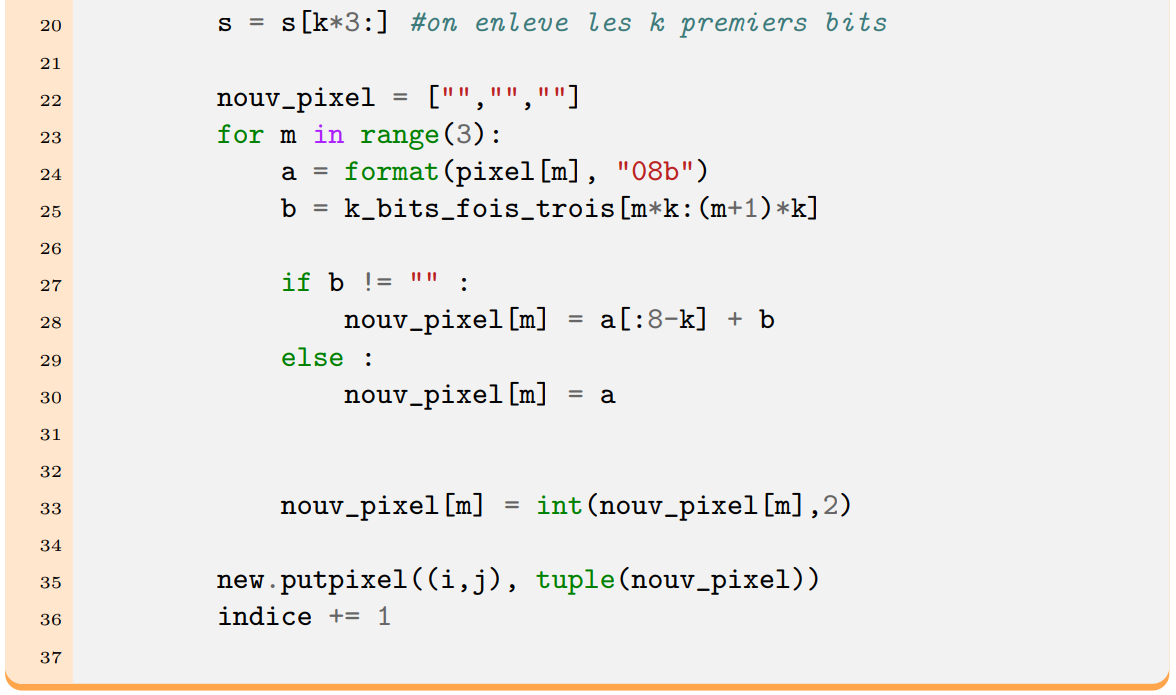 20 s = s[k*3:] #on enleve les k premiers bits
21
22 nouv_pixel = ["","",""]
23 for m in range(3):
24 a = format(pixel[m], "08b")
25 b = k_bits_fois_trois[m*k:(m+1)*k]
26
27 if b != "" :
28 nouv_pixel[m] = a[:8-k] + b
29 else :
30 nouv_pixel[m] = a
31
32
33 nouv_pixel[m] = int(nouv_pixel[m],2)
34
35 new.putpixel((i,j), tuple(nouv_pixel))
36 indice += 1
37